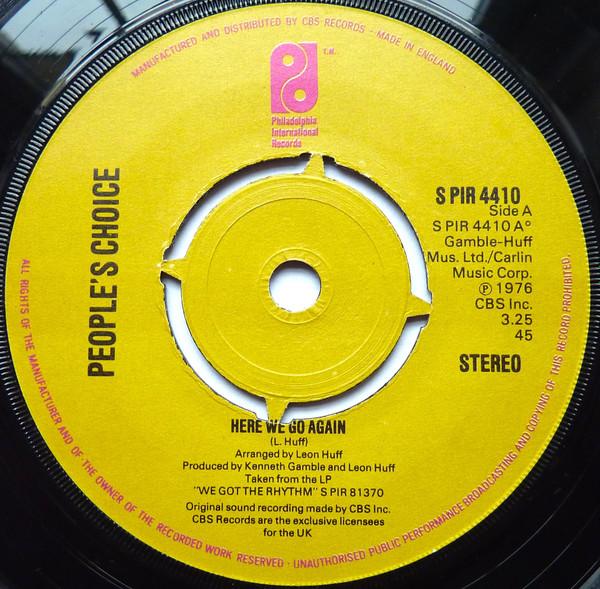 MANUFACTURED AND DISTRIBUTED BY CBS RECORDS · MADE IN ENGLAND
T.M.
Philadelphia
International
Records
PEOPLE'S CHOICE
S PIR 4410
Side A
S PIR 4410 A°
Gamble-Huff
Mus. Ltd./Carlin
Music Corp.
℗ 1976
CBS Inc.
3.25
45
STEREO
HERE WE GO AGAIN
(L. Huff)
Arranged by Leon Huff
Produced by Kenneth Gamble and Leon Huff
Taken from the LP
"WE GOT THE RHYTHM" S PIR 81370
Original sound recording made by CBS Inc.
CBS Records are the exclusive licensees
for the UK
ALL RIGHTS OF THE MANUFACTURER AND OF THE OWNER OF THE RECORDED WORK RESERVED · UNAUTHORISED PUBLIC PERFORMANCE BROADCASTING AND COPYING OF THIS RECORD PROHIBITED.